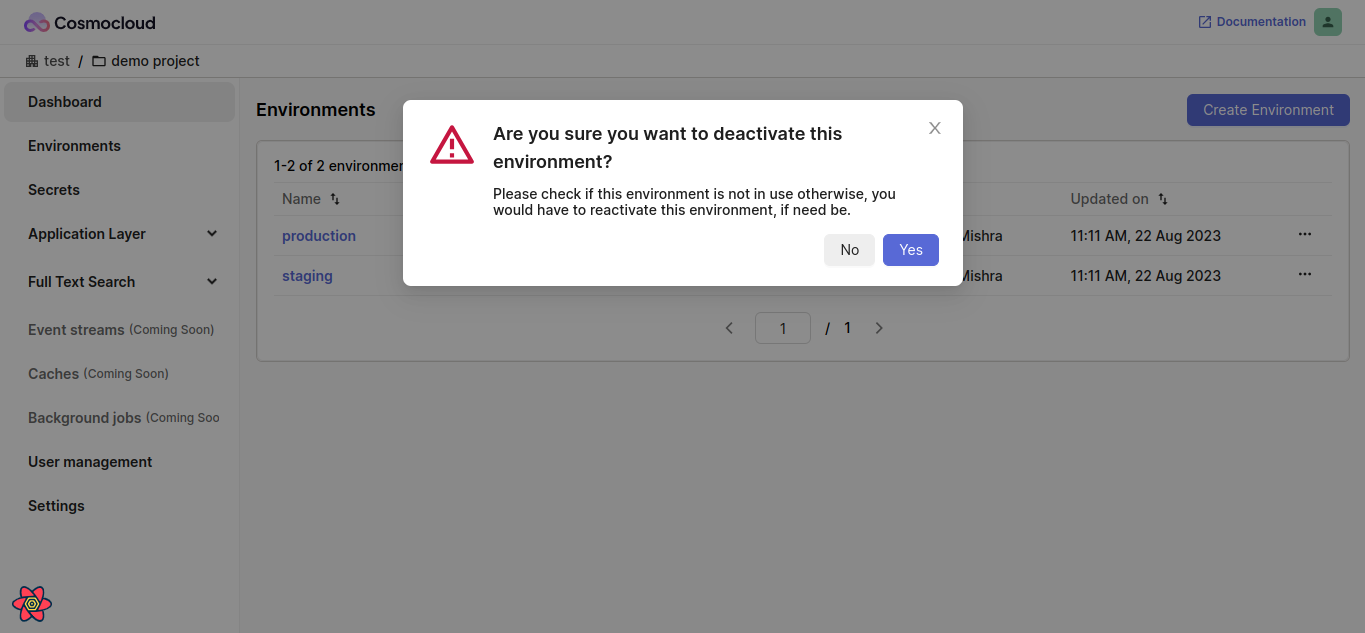 Cosmocloud
Documentation
test / demo project
Dashboard
Environments
Secrets
Application Layer
Full Text Search
Event streams (Coming Soon)
Caches (Coming Soon)
Background jobs (Coming Soo
User management
Settings
Environments
Create Environment
1-2 of 2
Name
Updated on
production
Mishra
11:11 AM, 22 Aug 2023
staging
Mishra
11:11 AM, 22 Aug 2023
1 / 1
Are you sure you want to deactivate this
environment?
Please check if this environment is not in use otherwise, you
would have to reactivate this environment, if need be.
No
Yes